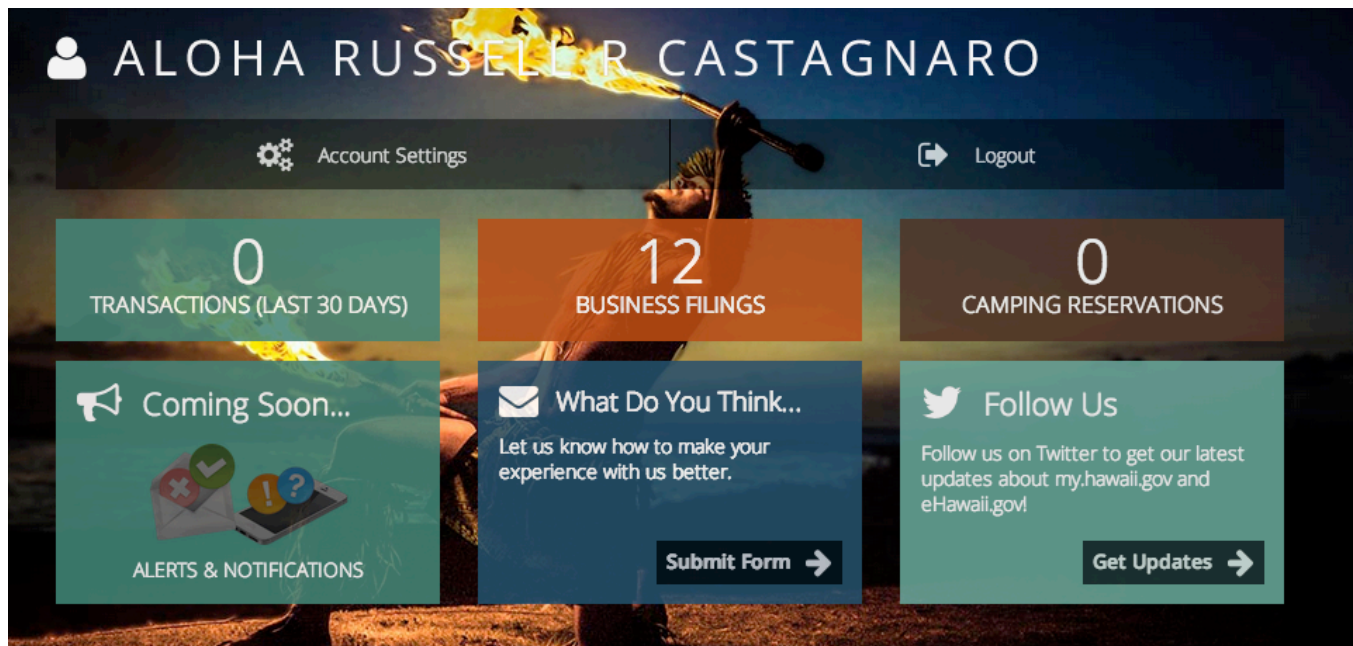 ALOHA RUSSELL R CASTAGNARO
Account Settings
Logout
0
TRANSACTIONS (LAST 30 DAYS)
12
BUSINESS FILINGS
0
CAMPING RESERVATIONS
Coming Soon...
ALERTS & NOTIFICATIONS
What Do You Think...
Let us know how to make your
experience with us better.
Submit Form
Follow Us
Follow us on Twitter to get our latest
updates about my.hawaii.gov and
eHawaii.gov!
Get Updates